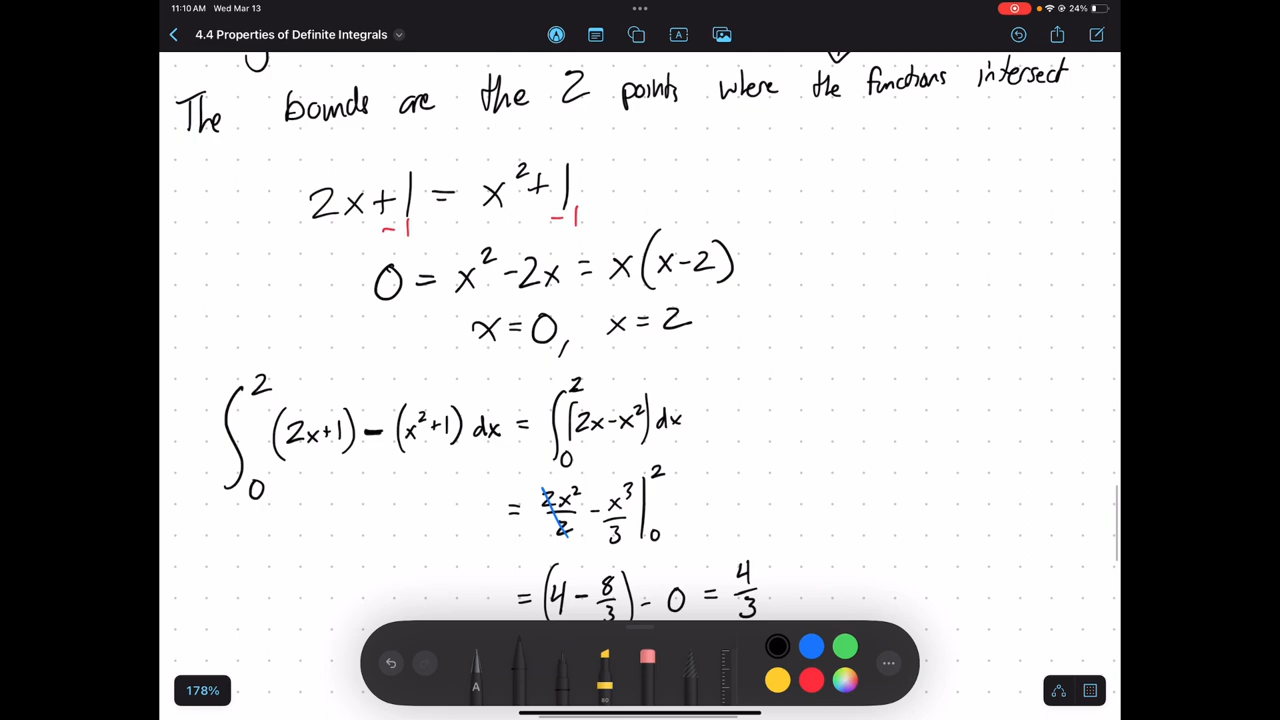 11:10 AM Wed Mar 13
24%
4.4 Properties of Definite Integrals
The bounds are the 2 points where the functions intersect
2x+1 = x²+1
-1 -1
0 = x² -2x = x(x-2)
x=0, x=2
∫₀² (2x+1) - (x²+1) dx = ∫₀² (2x-x²) dx
= 2x²/2 - x³/3 |₀²
= (4 - 8/3) - 0 = 4/3
A
80
178%